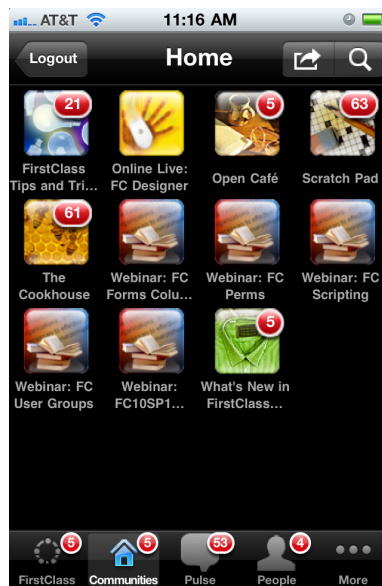 AT&T 11:16 AM
Logout Home
21 5 63
FirstClass Tips and Tri... Online Live: FC Designer Open Café Scratch Pad
61
The Cookhouse Webinar: FC Forms Colu... Webinar: FC Perms Webinar: FC Scripting
5
Webinar: FC User Groups Webinar: FC10SP1... What's New in FirstClass...
5 5 53 4
FirstClass Communities Pulse People More